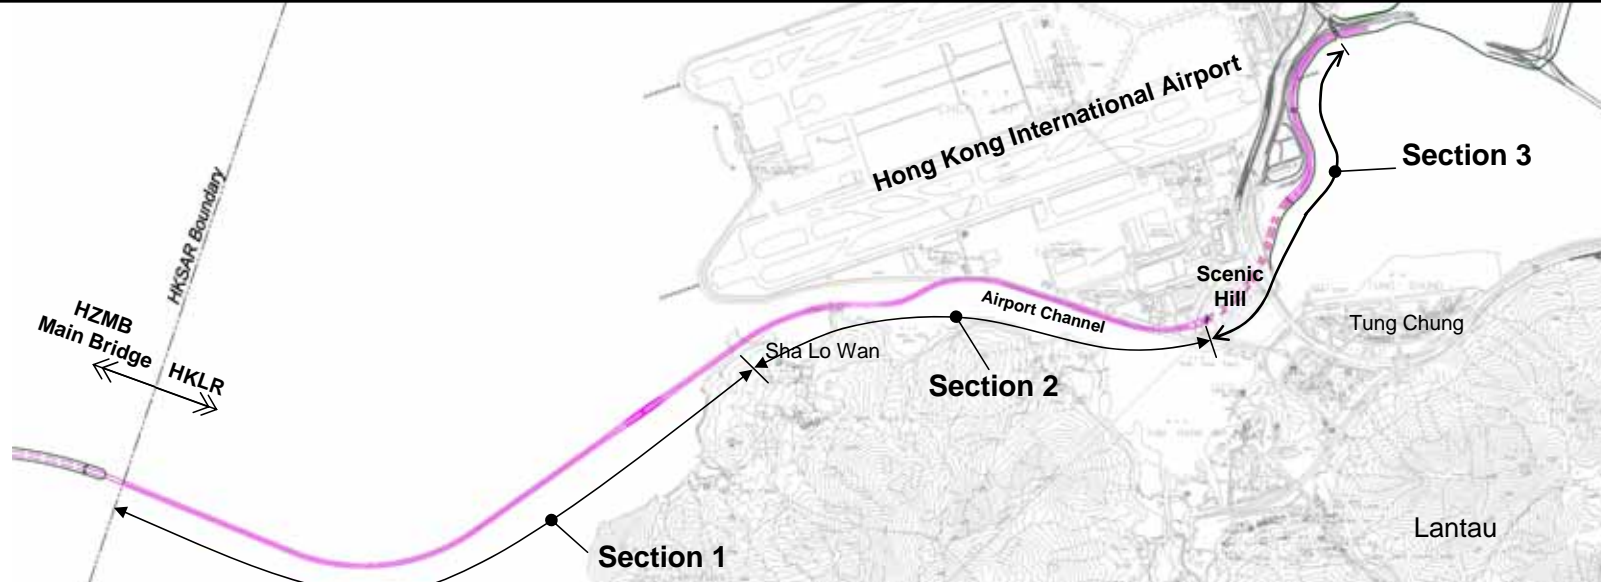 Hong Kong International Airport
Section 3
HKSAR Boundary
Scenic
Hill
Airport Channel
HZMB
Main Bridge
HKLR
Tung Chung
Sha Lo Wan
Section 2
Lantau
Section 1